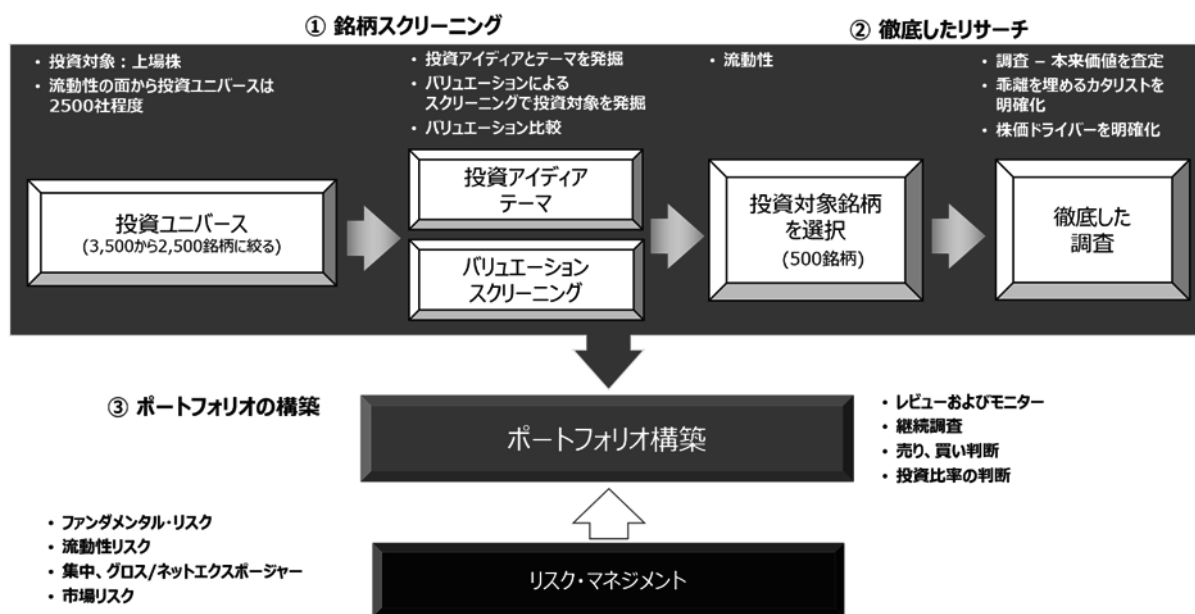 ① 銘柄スクリーニング
② 徹底したリサーチ
• 投資対象：上場株
• 流動性の面から投資ユニバースは
2500社程度
• 投資アイディアとテーマを発掘
• バリュエーションによる
スクリーニングで投資対象を発掘
• バリュエーション比較
• 流動性
• 調査 – 本来価値を査定
• 乖離を埋めるカタリストを
明確化
• 株価ドライバーを明確化
投資ユニバース
(3,500から2,500銘柄に絞る)
投資アイディア
テーマ
バリュエーション
スクリーニング
投資対象銘柄
を選択
(500銘柄)
徹底した
調査
③ ポートフォリオの構築
ポートフォリオ構築
• レビューおよびモニター
• 継続調査
• 売り、買い判断
• 投資比率の判断
• ファンダメンタル・リスク
• 流動性リスク
• 集中、グロス/ネットエクスポージャー
• 市場リスク
リスク・マネジメント